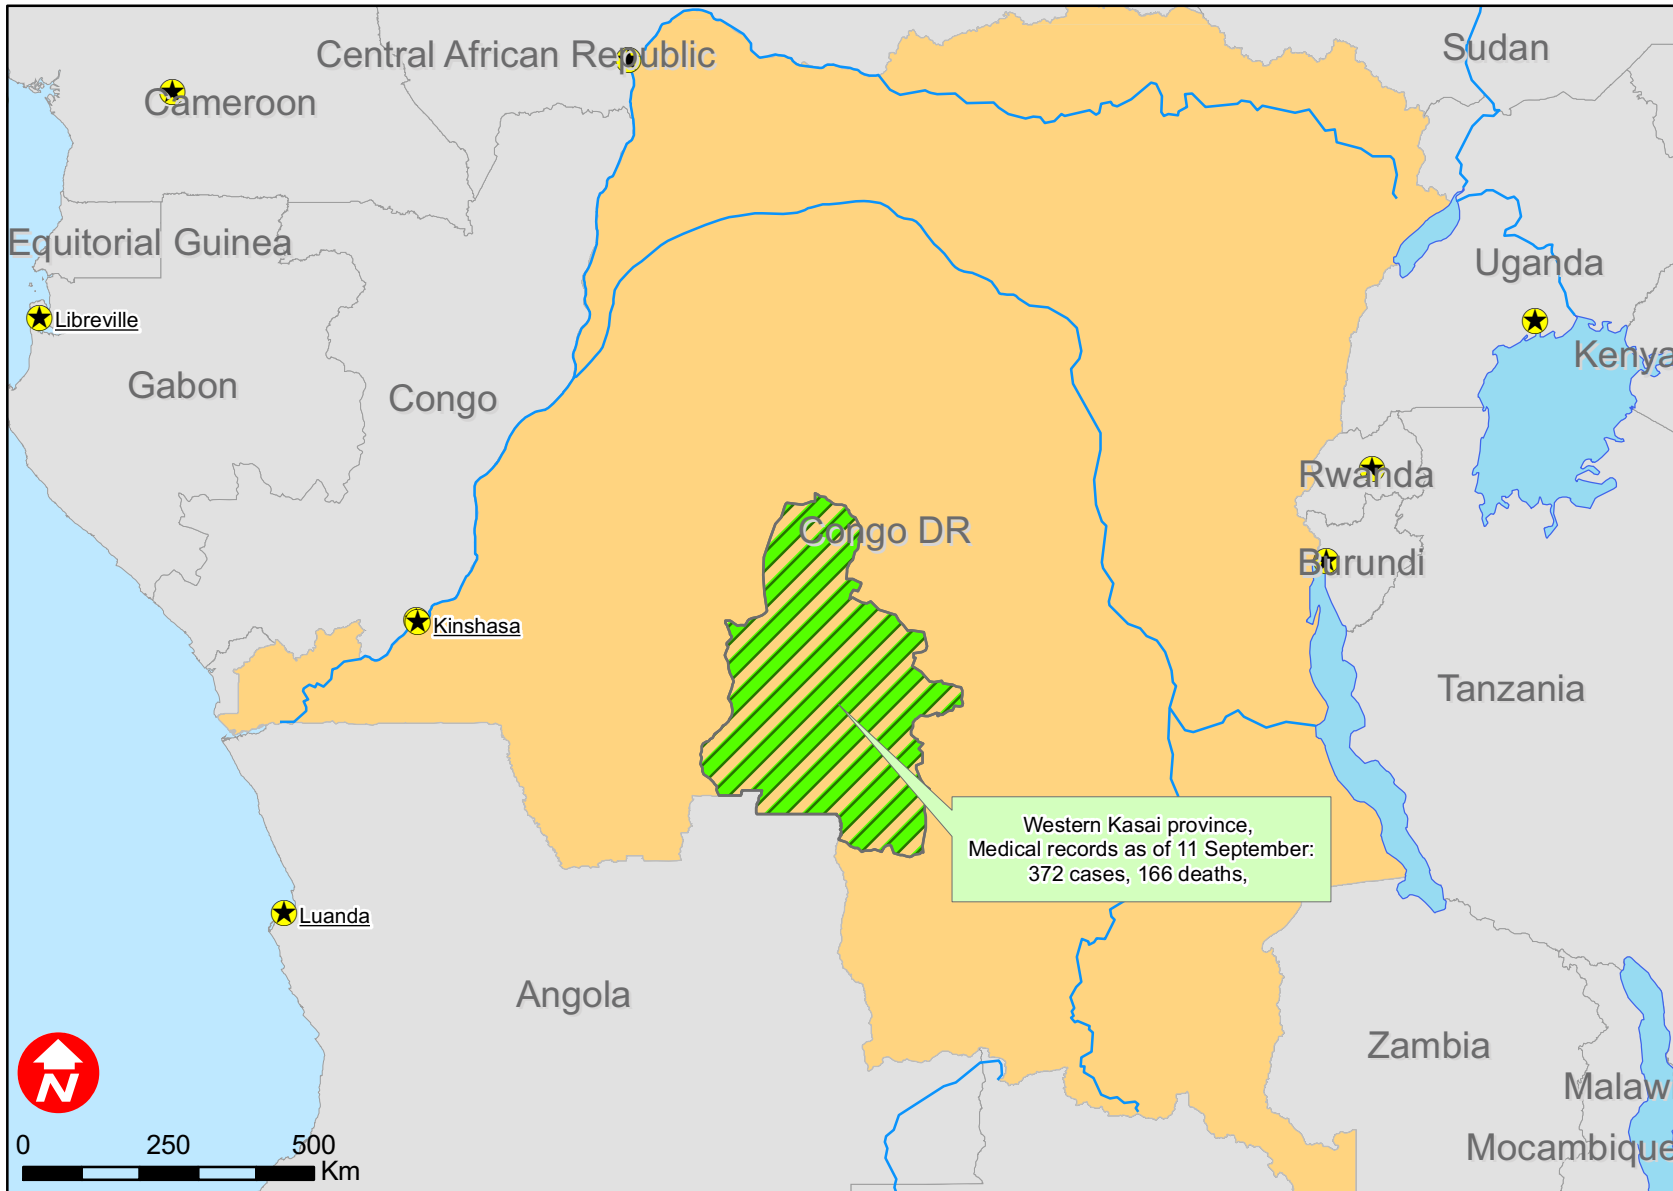 Central African Republic
Sudan
Cameroon
Equitorial Guinea
Uganda
Libreville
Kenya
Gabon
Congo
Rwanda
Congo DR
Burundi
Kinshasa
Tanzania
Western Kasai province,
Medical records as of 11 September:
372 cases, 166 deaths,
Luanda
Angola
Zambia
Malaw
Mocambique
N
0 250 500
Km